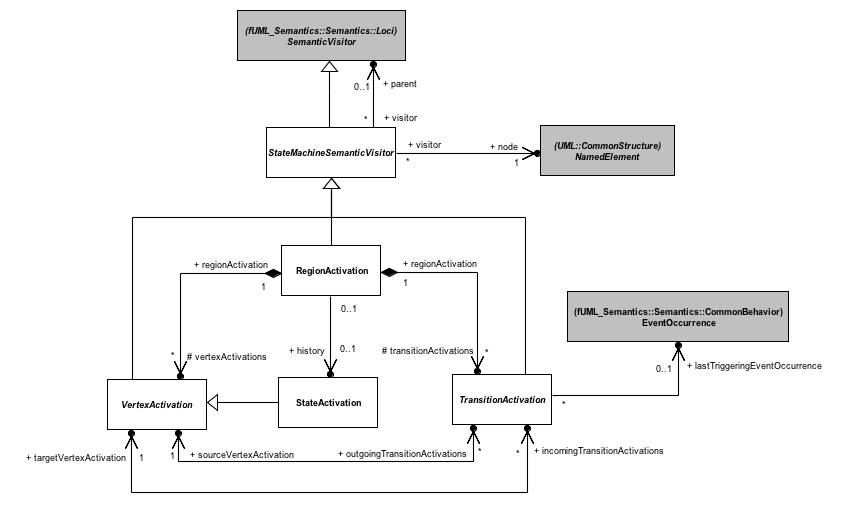 (fUML_Semantics::Semantics::Loci)
SemanticVisitor
0..1
+ parent
*
+ visitor
StateMachineSemanticVisitor
+ visitor
*
+ node
1
(UML::CommonStructure)
NamedElement
+ regionActivation
1
RegionActivation
+ regionActivation
1
0..1
(fUML_Semantics::Semantics::CommonBehavior)
EventOccurrence
*
# vertexActivations
+ history
0..1
# transitionActivations
*
0..1
+ lastTriggeringEventOccurrence
VertexActivation
StateActivation
TransitionActivation
*
+ targetVertexActivation
1
1
+ sourceVertexActivation
+ outgoingTransitionActivations
*
*
+ incomingTransitionActivations